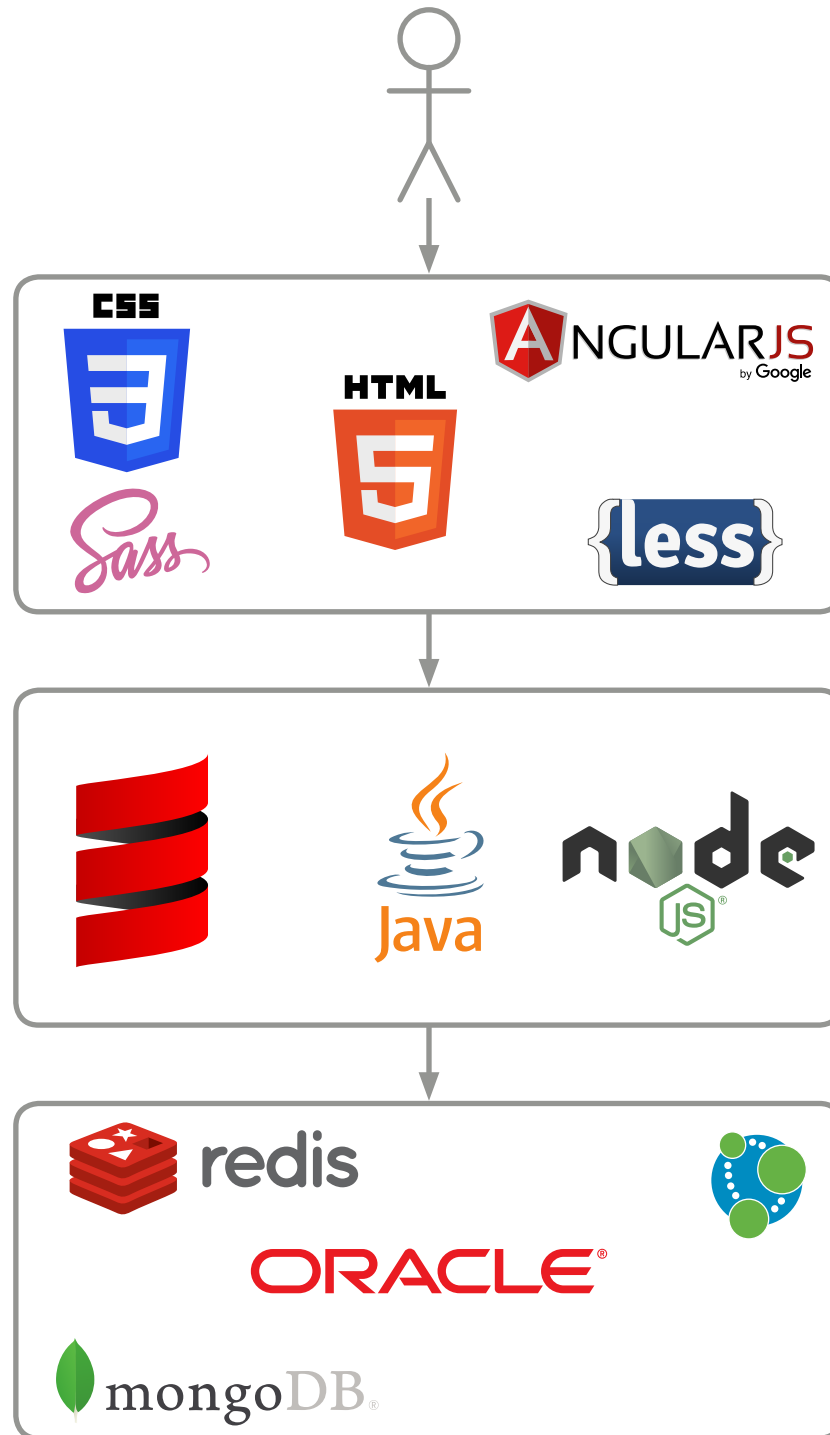 CSS
HTML
ANGULARJS
by Google
Sass
{less}
Java
node
JS®
redis
ORACLE®
mongoDB®